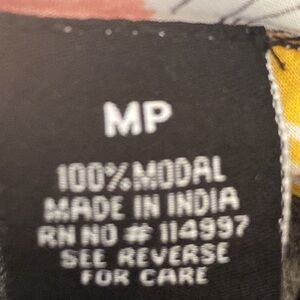 MP
100% MODAL
MADE IN INDIA
RN NO # 114997
SEE REVERSE
FOR CARE